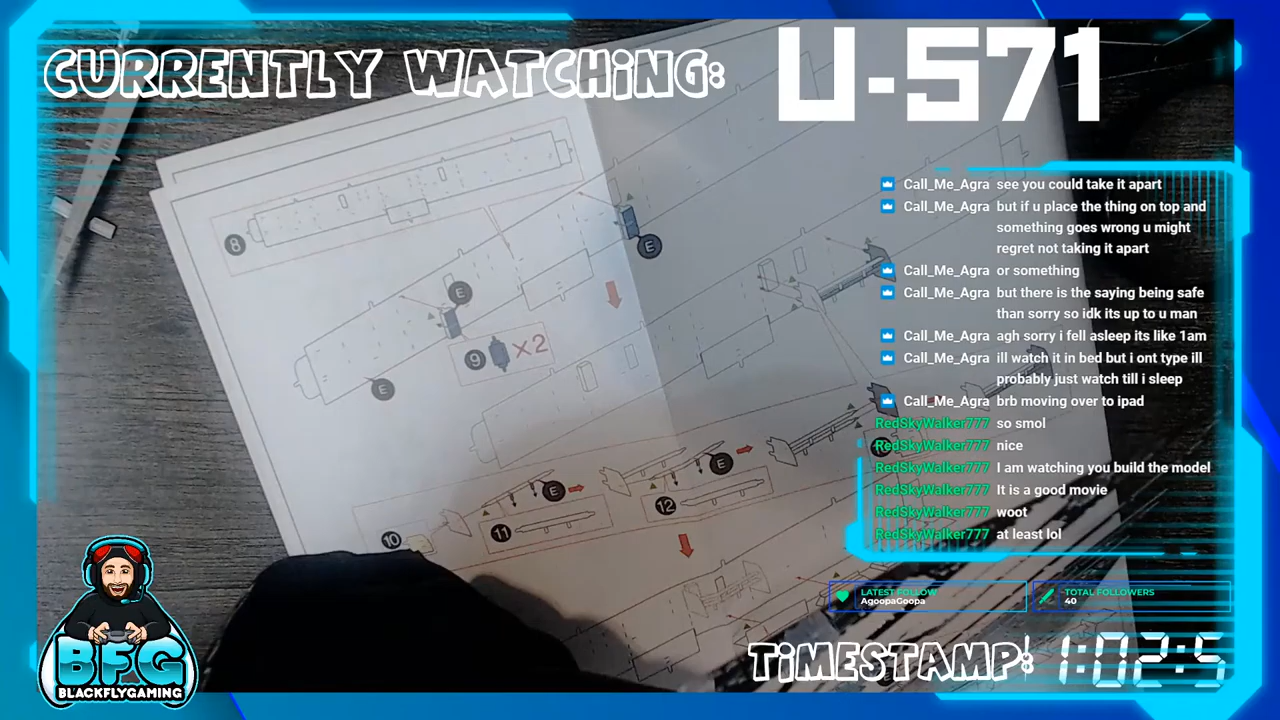 CURRENTLY WATCHING: U-571
Call_Me_Agra see you could take it apart
Call_Me_Agra but if u place the thing on top and
something goes wrong u might
regret not taking it apart
Call_Me_Agra or something
Call_Me_Agra but there is the saying being safe
than sorry so idk its up to u man
Call_Me_Agra agh sorry i fell asleep its like 1am
Call_Me_Agra ill watch it in bed but i ont type ill
probably just watch till i sleep
Call_Me_Agra brb moving over to ipad
RedSkyWalker777 so smol
RedSkyWalker777 nice
RedSkyWalker777 I am watching you build the model
RedSkyWalker777 It is a good movie
RedSkyWalker777 woot
RedSkyWalker777 at least lol
8
E
E
9 X2
E
E
E
10
11
12
LATEST FOLLOW
AgoopaGoopa
TOTAL FOLLOWERS
40
TIMESTAMP: 1:02:5
BFG
BLACKFLYGAMING